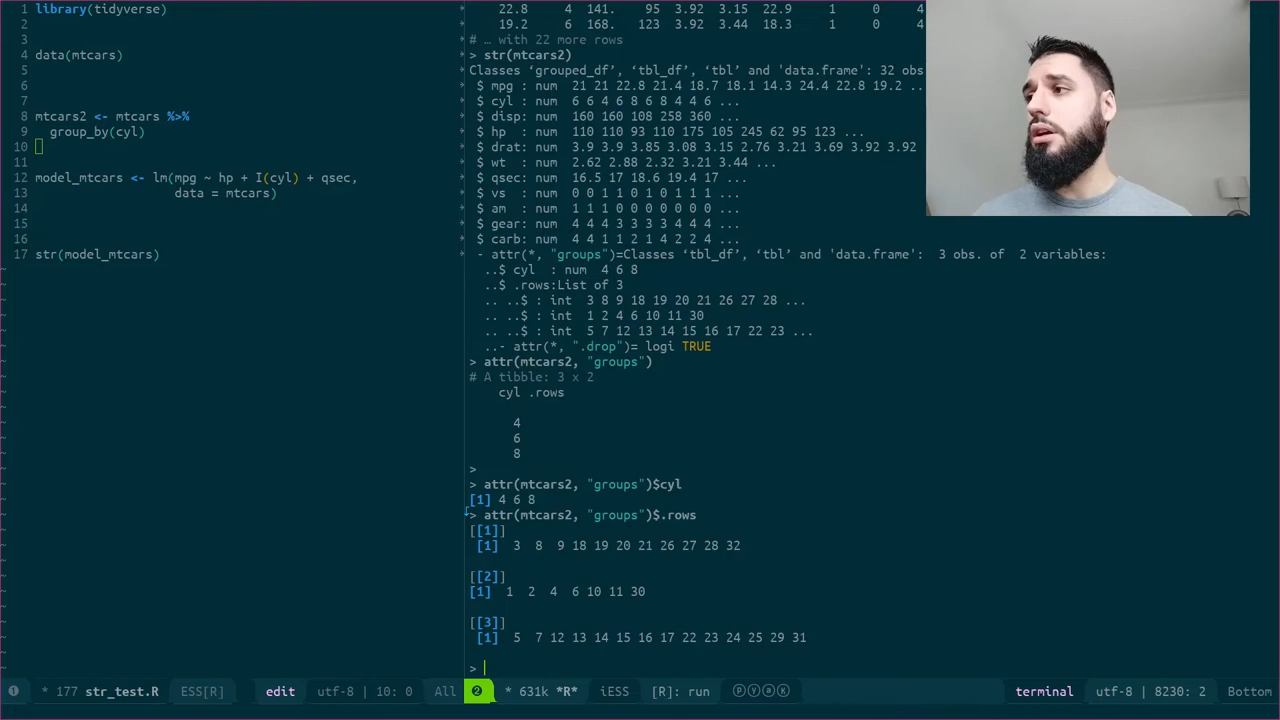 1 library(tidyverse)
2
3
4 data(mtcars)
5
6
7
8 mtcars2 <- mtcars %>%
9 group_by(cyl)
10
11
12 model_mtcars <- lm(mpg ~ hp + I(cyl) + qsec,
13 data = mtcars)
14
15
16
17 str(model_mtcars)
22.8 4 141. 95 3.92 3.15 22.9 1 0 4
19.2 6 168. 123 3.92 3.44 18.3 1 0 4
# … with 22 more rows
> str(mtcars2)
Classes ‘grouped_df’, ‘tbl_df’, ‘tbl’ and 'data.frame': 32 obs
$ mpg : num 21 21 22.8 21.4 18.7 18.1 14.3 24.4 22.8 19.2 ..
$ cyl : num 6 6 4 6 8 6 8 4 4 6 ...
$ disp: num 160 160 108 258 360 ...
$ hp : num 110 110 93 110 175 105 245 62 95 123 ...
$ drat: num 3.9 3.9 3.85 3.08 3.15 2.76 3.21 3.69 3.92 3.92
$ wt : num 2.62 2.88 2.32 3.21 3.44 ...
$ qsec: num 16.5 17 18.6 19.4 17 ...
$ vs : num 0 0 1 1 0 1 0 1 1 1 ...
$ am : num 1 1 1 0 0 0 0 0 0 0 ...
$ gear: num 4 4 4 3 3 3 3 4 4 4 ...
$ carb: num 4 4 1 1 2 1 4 2 2 4 ...
- attr(*, "groups")=Classes ‘tbl_df’, ‘tbl’ and 'data.frame': 3 obs. of 2 variables:
..$ cyl : num 4 6 8
..$ .rows:List of 3
.. ..$ : int 3 8 9 18 19 20 21 26 27 28 ...
.. ..$ : int 1 2 4 6 10 11 30
.. ..$ : int 5 7 12 13 14 15 16 17 22 23 ...
..- attr(*, ".drop")= logi TRUE
> attr(mtcars2, "groups")
# A tibble: 3 x 2
cyl .rows
4
6
8
>
> attr(mtcars2, "groups")$cyl
[1] 4 6 8
> attr(mtcars2, "groups")$.rows
[[1]]
[1] 3 8 9 18 19 20 21 26 27 28 32
[[2]]
[1] 1 2 4 6 10 11 30
[[3]]
[1] 5 7 12 13 14 15 16 17 22 23 24 25 29 31
>
❶ * 177 str_test.R ESS[R] edit utf-8 | 10: 0 All ❷ * 631k *R* iESS [R]: run ⓟⓨⓐⓚ terminal utf-8 | 8230: 2 Bottom